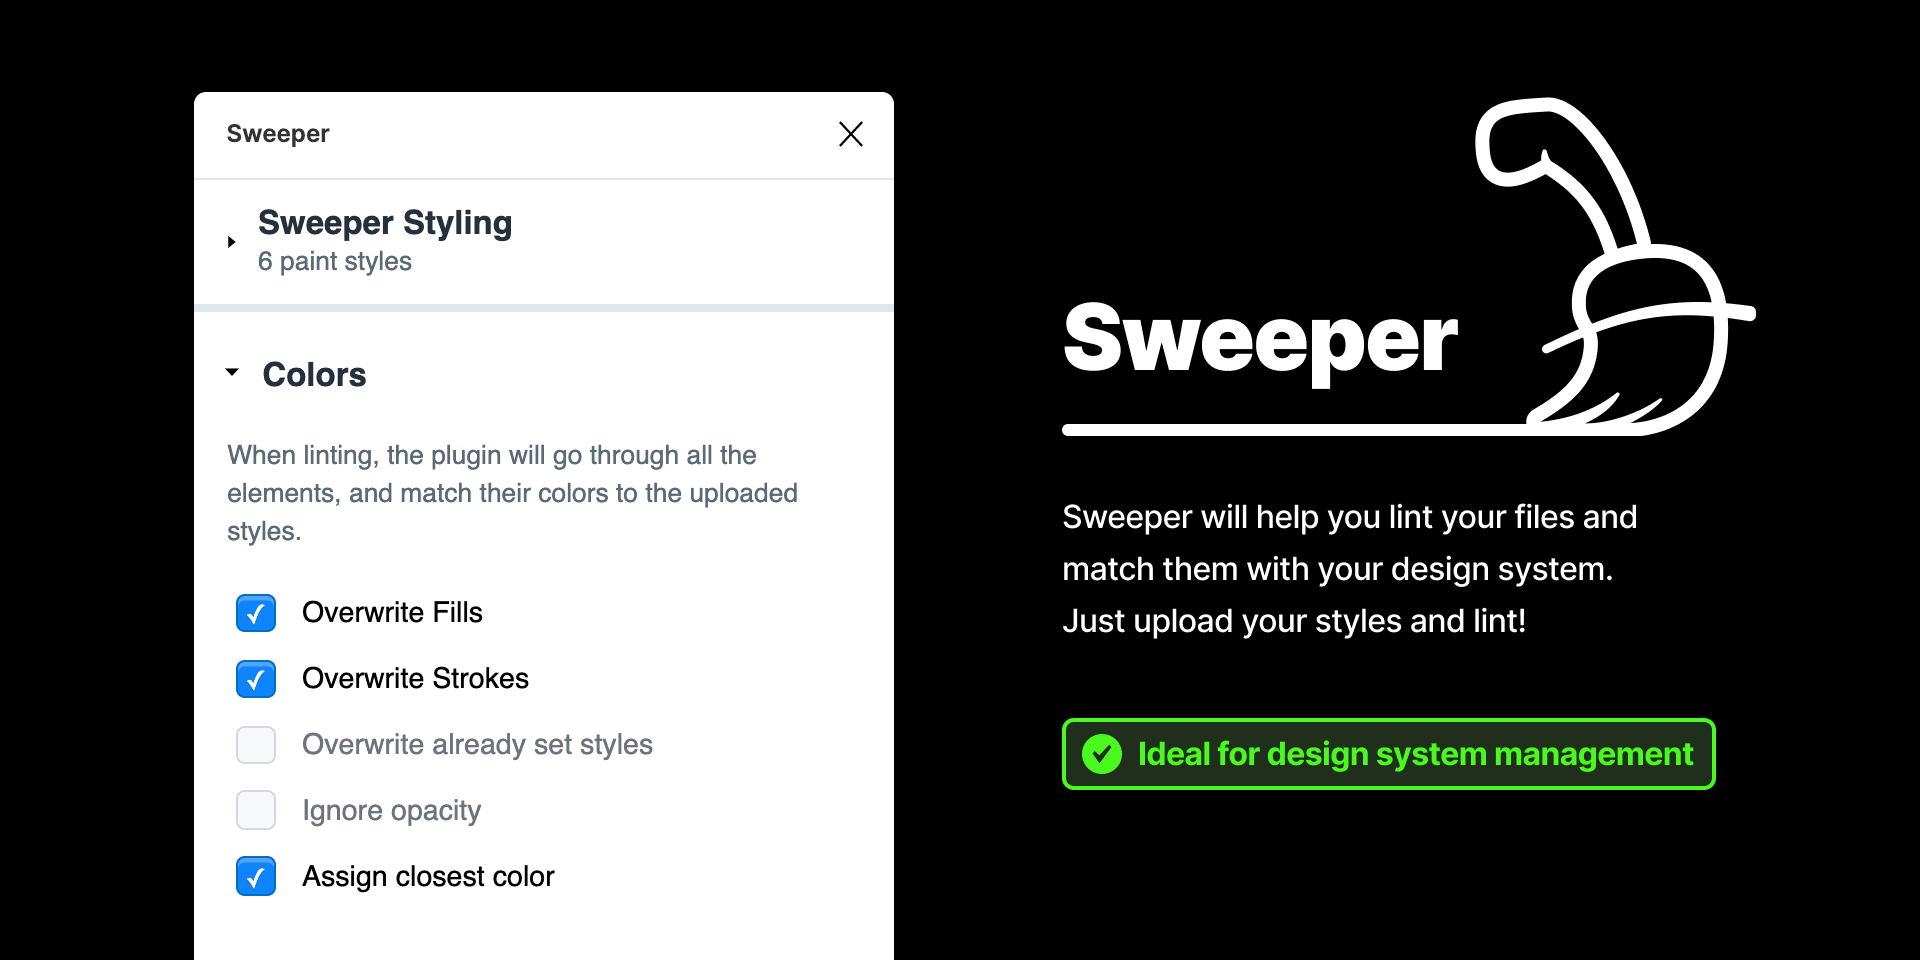 Sweeper
Sweeper Styling
6 paint styles
Colors
When linting, the plugin will go through all the
elements, and match their colors to the uploaded
styles.
Overwrite Fills
Overwrite Strokes
Overwrite already set styles
Ignore opacity
Assign closest color
Sweeper
Sweeper will help you lint your files and
match them with your design system.
Just upload your styles and lint!
Ideal for design system management